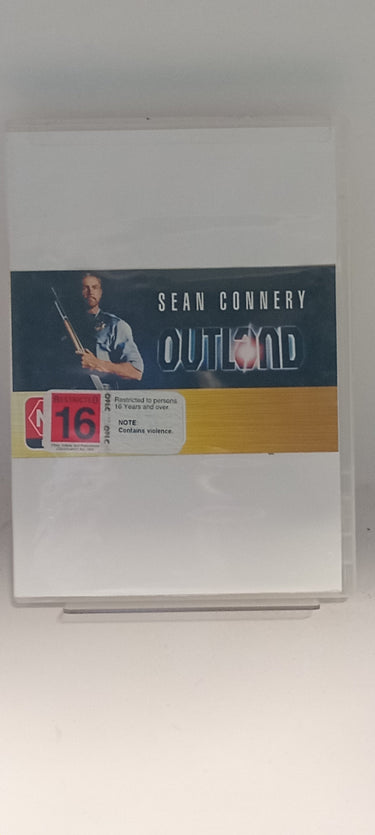 SEAN CONNERY
OUTLAND
RESTRICTED
16
Restricted to persons
16 Years and over.
NOTE:
Contains violence.